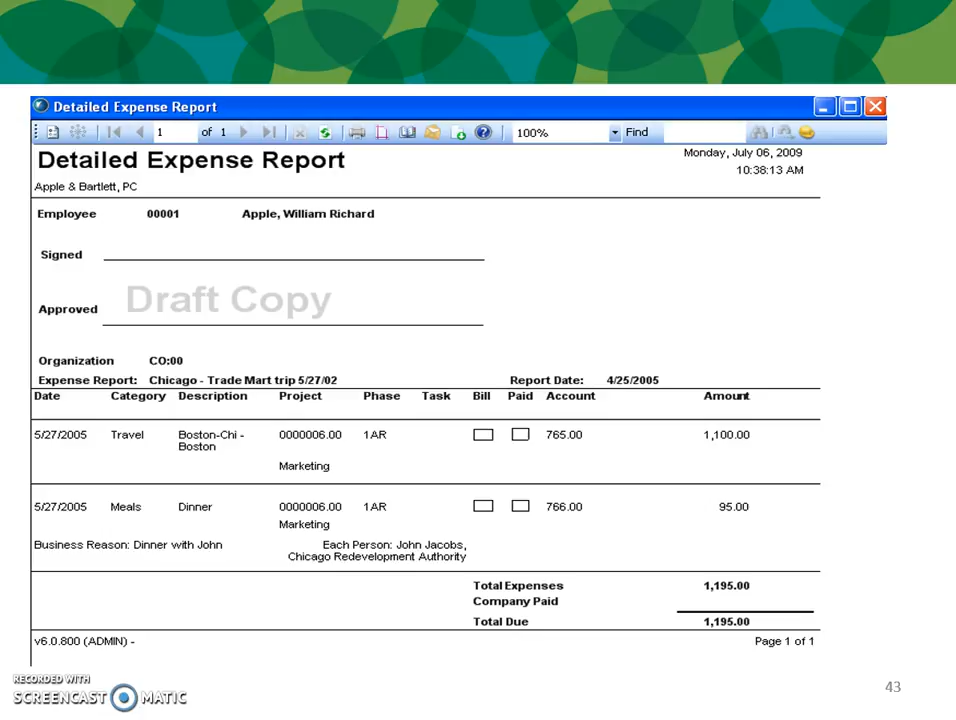 Detailed Expense Report
1 of 1 100% Find
Detailed Expense Report
Monday, July 06, 2009
10:38:13 AM
Apple & Bartlett, PC
Employee 00001 Apple, William Richard
Signed
Draft Copy
Approved
Organization CO:00
Expense Report: Chicago - Trade Mart trip 5/27/02 Report Date: 4/25/2005
Date Category Description Project Phase Task Bill Paid Account Amount
5/27/2005 Travel Boston-Chi - 0000006.00 1AR 765.00 1,100.00
Boston
Marketing
5/27/2005 Meals Dinner 0000006.00 1AR 766.00 95.00
Marketing
Business Reason: Dinner with John Each Person: John Jacobs,
Chicago Redevelopment Authority
Total Expenses 1,195.00
Company Paid
Total Due 1,195.00
v6.0.800 (ADMIN) - Page 1 of 1
RECORDED WITH
SCREENCAST MATIC
43